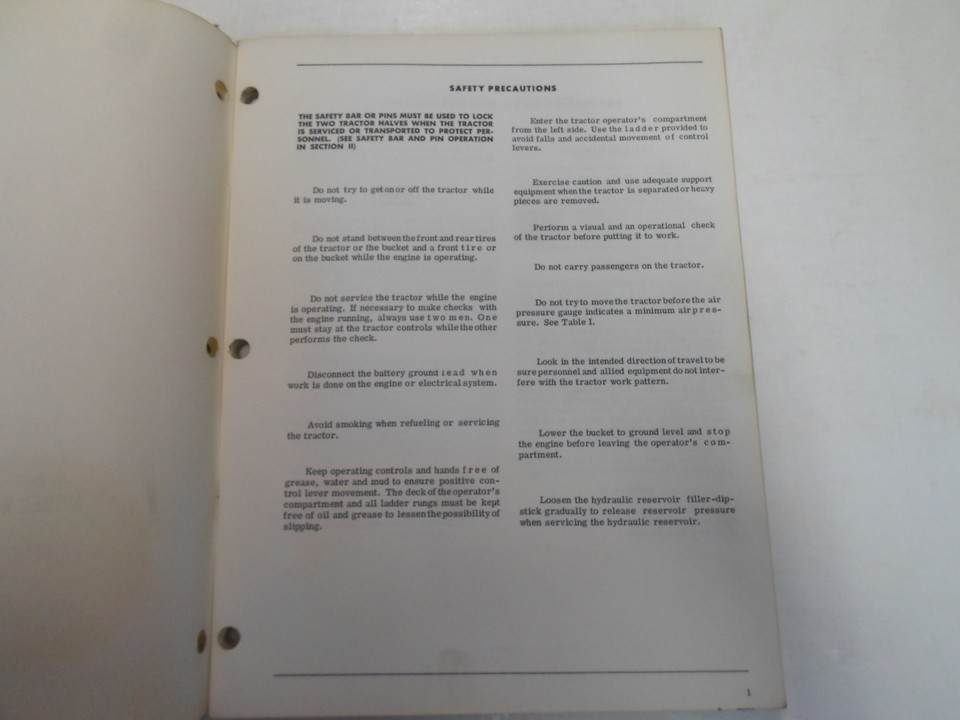 SAFETY PRECAUTIONS
THE SAFETY BAR OR PINS MUST BE USED TO LOCK
THE TWO TRACTOR HALVES WHEN THE TRACTOR
IS SERVICED OR TRANSPORTED TO PROTECT PER-
SONNEL. (SEE SAFETY BAR AND PIN OPERATION
IN SECTION II)
Do not try to get on or off the tractor while
it is moving.
Do not stand between the front and rear tires
of the tractor or the bucket and a front tire or
on the bucket while the engine is operating.
Do not service the tractor while the engine
is operating. If necessary to make checks with
the engine running, always use two men. One
must stay at the tractor controls while the other
performs the check.
Disconnect the battery ground lead when
work is done on the engine or electrical system.
Avoid smoking when refueling or servicing
the tractor.
Keep operating controls and hands free of
grease, water and mud to ensure positive con-
trol lever movement. The deck of the operator's
compartment and all ladder rungs must be kept
free of oil and grease to lessen the possibility of
slipping.
Enter the tractor operator's compartment
from the left side. Use the ladder provided to
avoid falls and accidental movement of control
levers.
Exercise caution and use adequate support
equipment when the tractor is separated or heavy
pieces are removed.
Perform a visual and an operational check
of the tractor before putting it to work.
Do not carry passengers on the tractor.
Do not try to move the tractor before the air
pressure gauge indicates a minimum air pres-
sure. See Table I.
Look in the intended direction of travel to be
sure personnel and allied equipment do not inter-
fere with the tractor work pattern.
Lower the bucket to ground level and stop
the engine before leaving the operator's com-
partment.
Loosen the hydraulic reservoir filler-dip-
stick gradually to release reservoir pressure
when servicing the hydraulic reservoir.
1